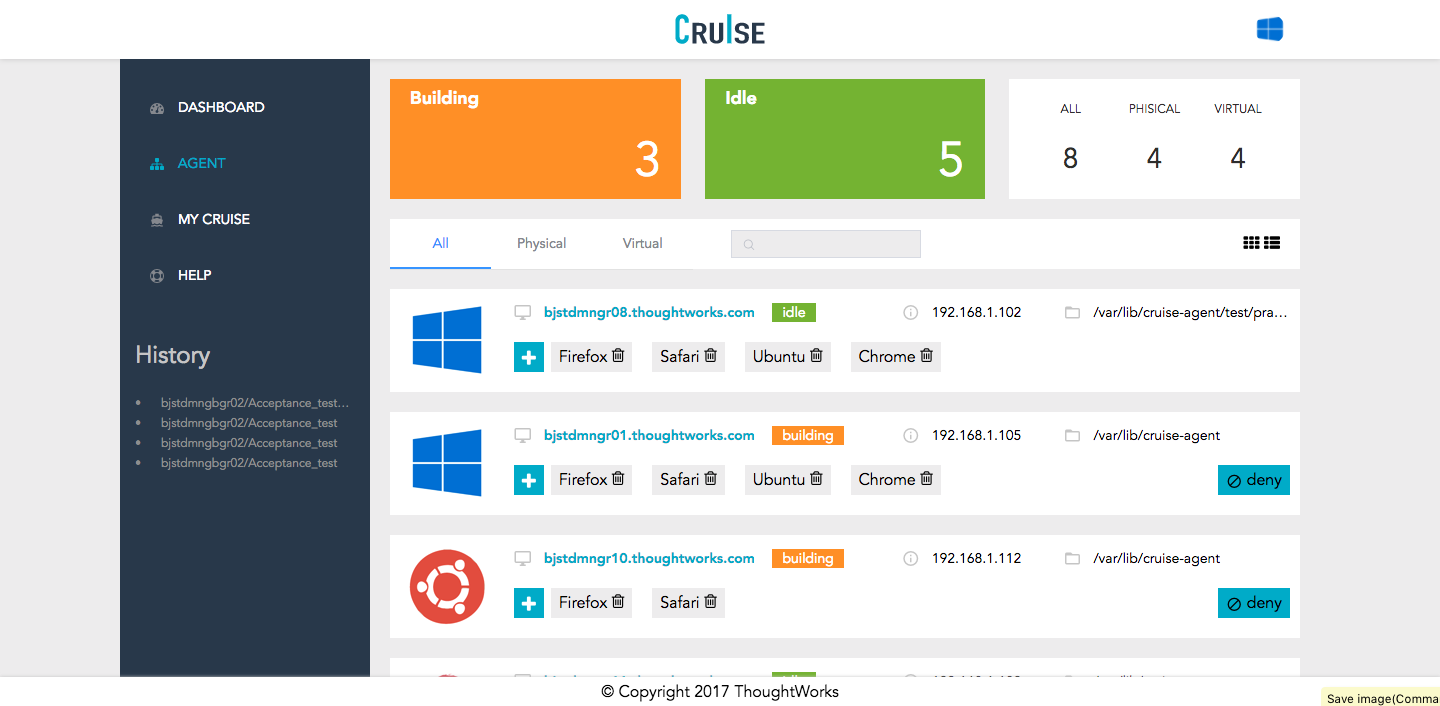 CRUISE
DASHBOARD
AGENT
MY CRUISE
HELP
History
bjstdmngbgr02/Acceptance_test...
bjstdmngbgr02/Acceptance_test
bjstdmngbgr02/Acceptance_test
bjstdmngbgr02/Acceptance_test
Building
3
Idle
5
ALL PHISICAL VIRTUAL
8 4 4
All Physical Virtual
bjstdmngr08.thoughtworks.com idle 192.168.1.102 /var/lib/cruise-agent/test/pra...
Firefox Safari Ubuntu Chrome
bjstdmngr01.thoughtworks.com building 192.168.1.105 /var/lib/cruise-agent
Firefox Safari Ubuntu Chrome deny
bjstdmngr10.thoughtworks.com building 192.168.1.112 /var/lib/cruise-agent
Firefox Safari deny
© Copyright 2017 ThoughtWorks
Save image(Comma